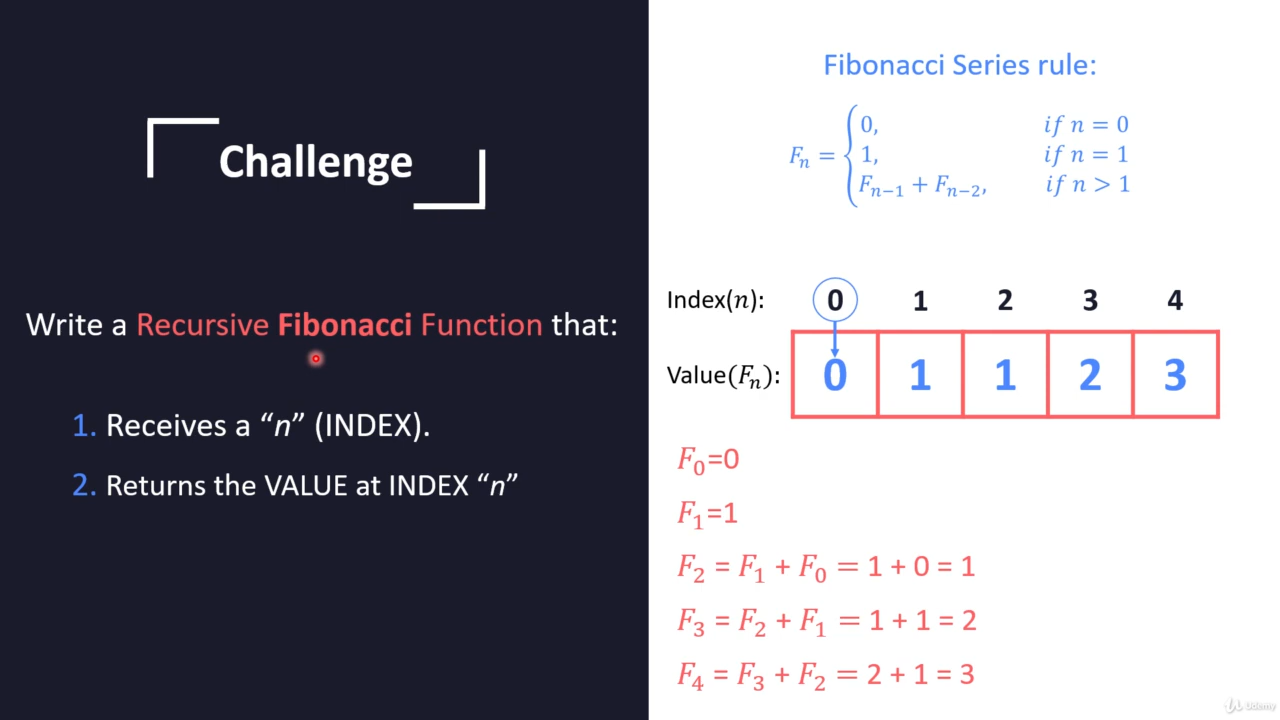 Challenge
Write a Recursive Fibonacci Function that:
1. Receives a “n” (INDEX).
2. Returns the VALUE at INDEX “n”
Fibonacci Series rule:
Fₙ = { 0, if n = 0
1, if n = 1
Fₙ₋₁ + Fₙ₋₂, if n > 1
Index(n): 0 1 2 3 4
Value(Fₙ): 0 1 1 2 3
F₀=0
F₁=1
F₂ = F₁ + F₀ = 1 + 0 = 1
F₃ = F₂ + F₁ = 1 + 1 = 2
F₄ = F₃ + F₂ = 2 + 1 = 3
Udemy